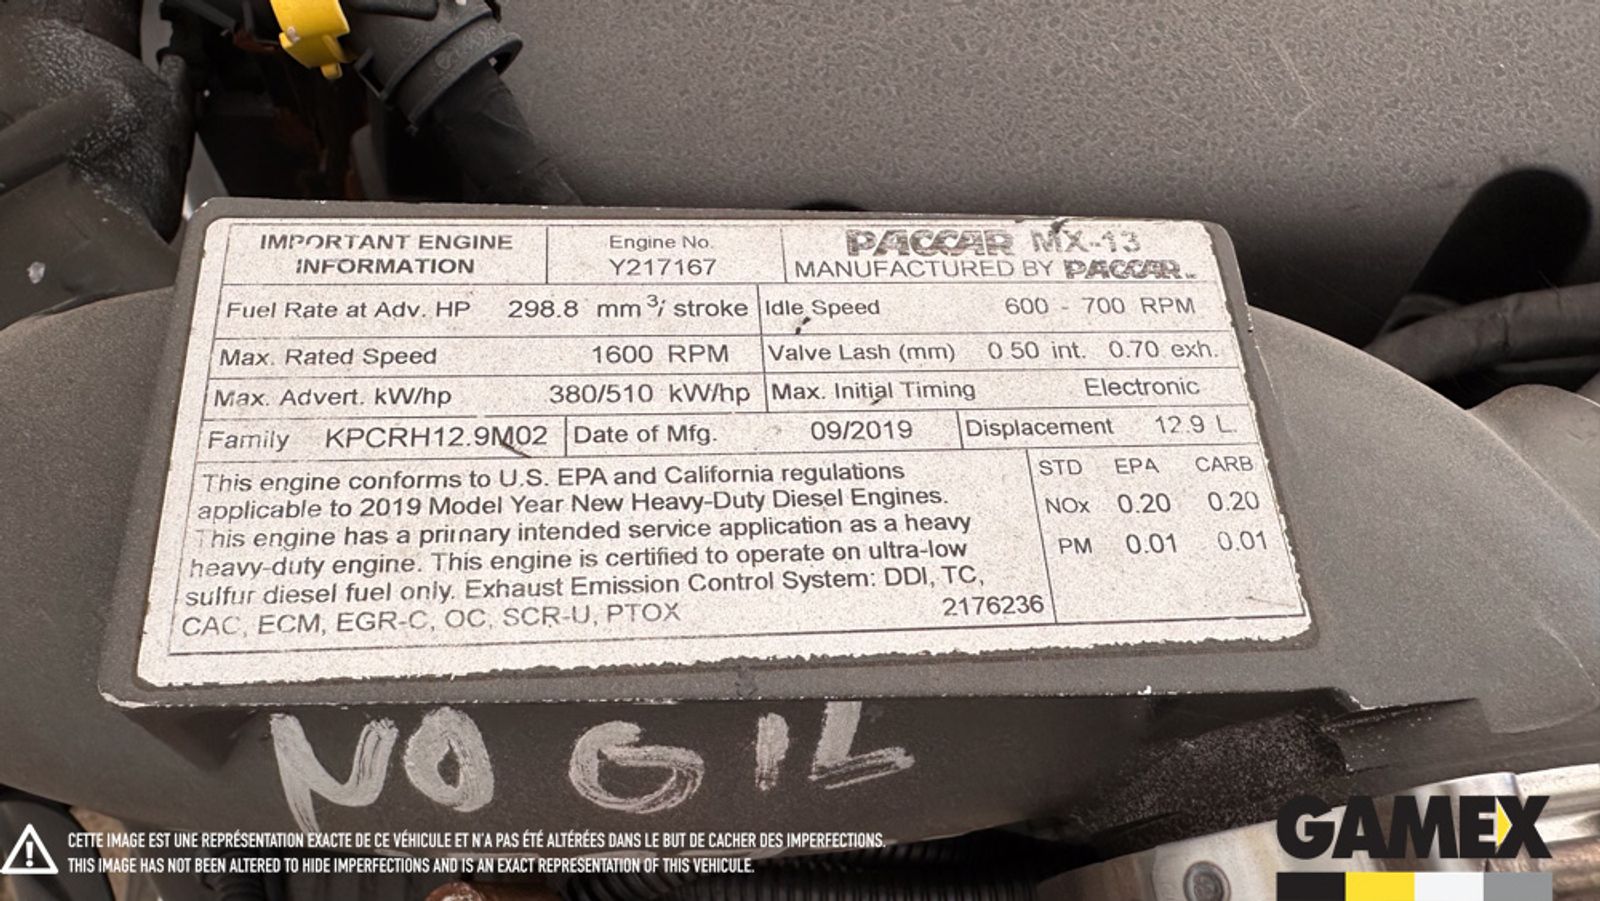 IMPORTANT ENGINE INFORMATION
Engine No. Y217167
PACCAR MX-13
MANUFACTURED BY PACCAR
Fuel Rate at Adv. HP 298.8 mm³/ stroke
Idle Speed 600 - 700 RPM
Max. Rated Speed 1600 RPM
Valve Lash (mm) 0.50 int. 0.70 exh.
Max. Advert. kW/hp 380/510 kW/hp
Max. Initial Timing Electronic
Family KPCRH12.9M02
Date of Mfg. 09/2019
Displacement 12.9 L.
This engine conforms to U.S. EPA and California regulations
applicable to 2019 Model Year New Heavy-Duty Diesel Engines.
This engine has a primary intended service application as a heavy
heavy-duty engine. This engine is certified to operate on ultra-low
sulfur diesel fuel only. Exhaust Emission Control System: DDI, TC,
CAC, ECM, EGR-C, OC, SCR-U, PTOX
2176236
STD EPA CARB
NOx 0.20 0.20
PM 0.01 0.01
NO GIL
CETTE IMAGE EST UNE REPRÉSENTATION EXACTE DE CE VÉHICULE ET N'A PAS ÉTÉ ALTÉRÉES DANS LE BUT DE CACHER DES IMPERFECTIONS.
THIS IMAGE HAS NOT BEEN ALTERED TO HIDE IMPERFECTIONS AND IS AN EXACT REPRESENTATION OF THIS VEHICLE.
GAMEX